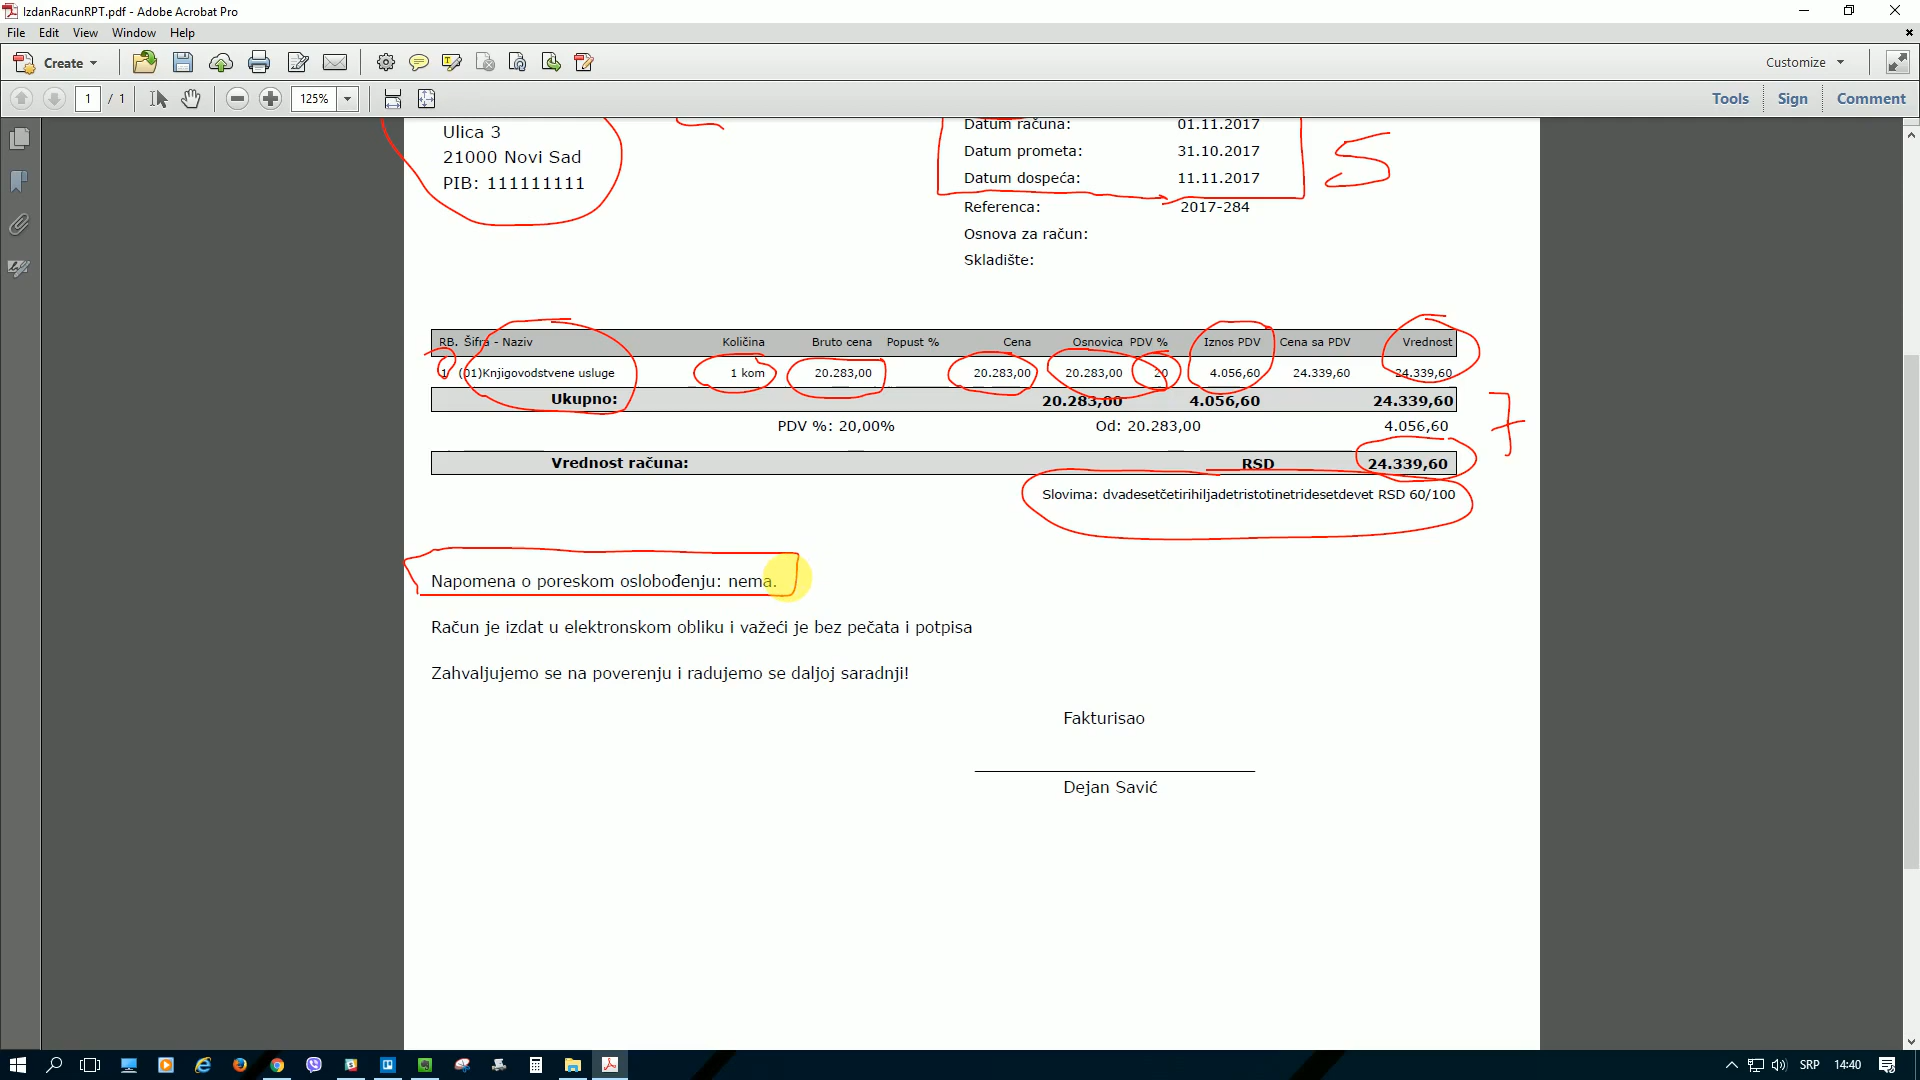 IzdanRacunRPT.pdf - Adobe Acrobat Pro
File Edit View Window Help
Create
Customize
1 / 1
125%
Tools Sign Comment
Ulica 3
21000 Novi Sad
PIB: 111111111
Datum računa: 01.11.2017
Datum prometa: 31.10.2017
Datum dospeća: 11.11.2017
Referenca: 2017-284
Osnova za račun:
Skladište:
5
RB. Šifra - Naziv Količina Bruto cena Popust % Cena Osnovica PDV % Iznos PDV Cena sa PDV Vrednost
1 (01)Knjigovodstvene usluge 1 kom 20.283,00 20.283,00 20.283,00 20 4.056,60 24.339,60 24.339,60
Ukupno: 20.283,00 4.056,60 24.339,60
PDV %: 20,00% Od: 20.283,00 4.056,60
7
Vrednost računa: RSD 24.339,60
Slovima: dvadesetčetirihiljadetristotinetridesetdevet RSD 60/100
Napomena o poreskom oslobođenju: nema.
Račun je izdat u elektronskom obliku i važeći je bez pečata i potpisa
Zahvaljujemo se na poverenju i radujemo se daljoj saradnji!
Fakturisao
Dejan Savić
SRP 14:40